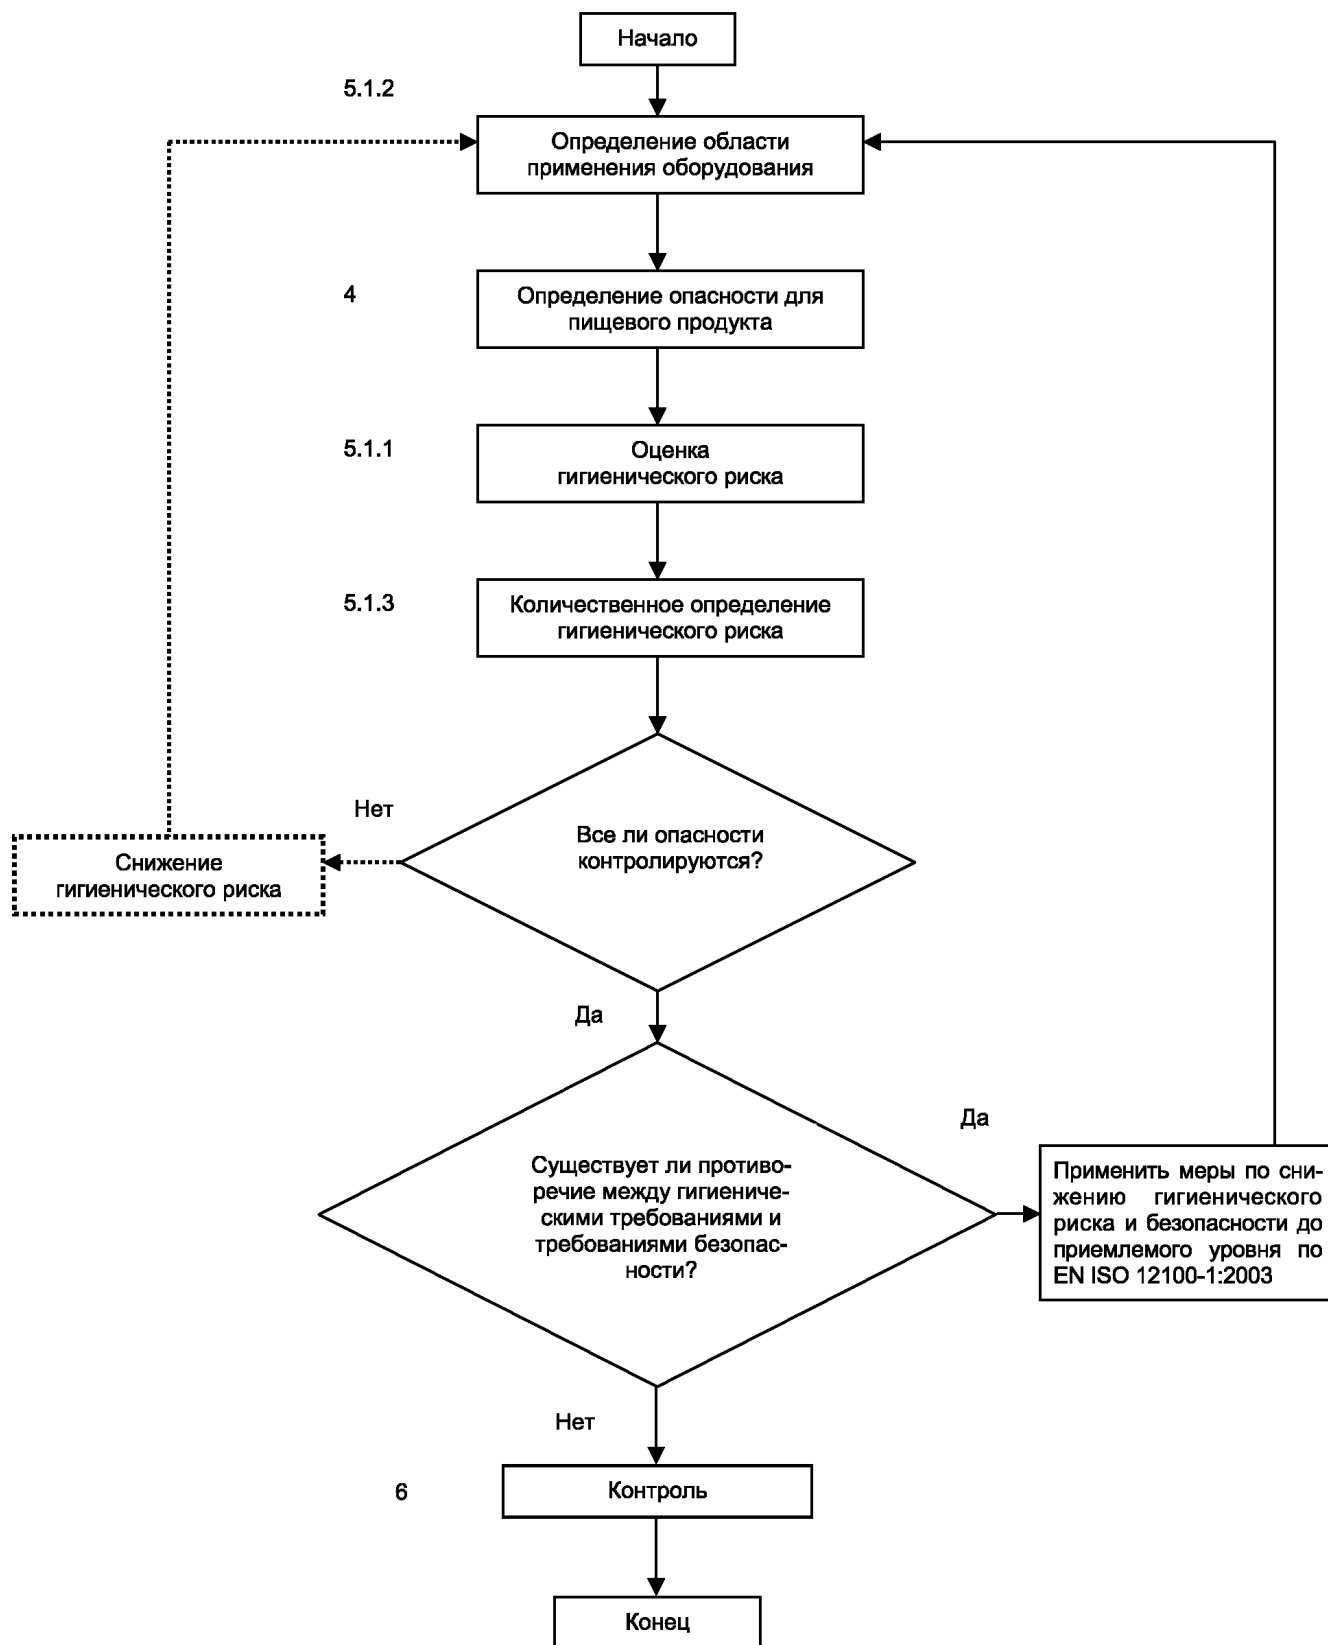 Начало
5.1.2
Определение области
применения оборудования
4
Определение опасности для
пищевого продукта
5.1.1
Оценка
гигиенического риска
5.1.3
Количественное определение
гигиенического риска
Нет
Все ли опасности
контролируются?
Снижение
гигиенического риска
Да
Да
Существует ли противо-
речие между гигиениче-
скими требованиями и
требованиями безопас-
ности?
Применить меры по сни-
жению гигиенического
риска и безопасности до
приемлемого уровня по
EN ISO 12100-1:2003
Нет
6
Контроль
Конец